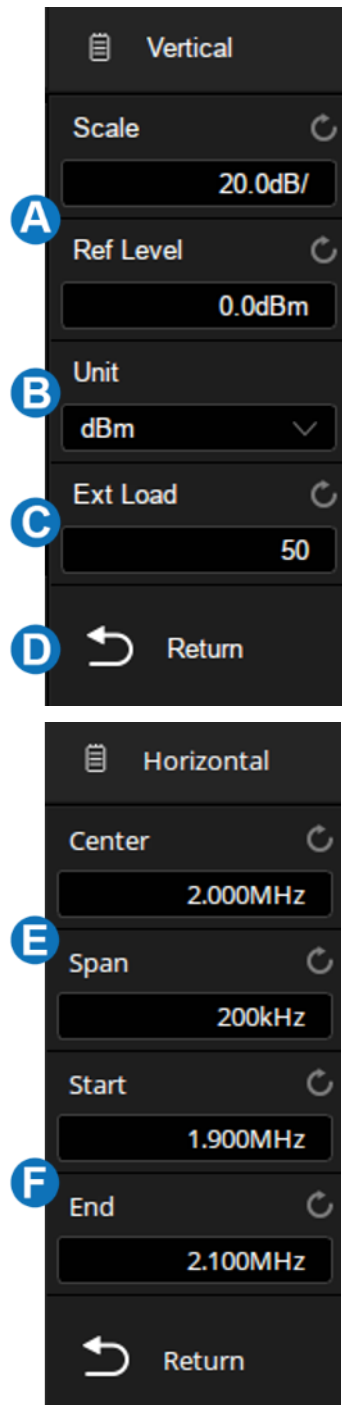 Vertical
Scale
20.0dB/
A
Ref Level
0.0dBm
Unit
B
dBm
Ext Load
C
50
D
Return
Horizontal
Center
2.000MHz
E
Span
200kHz
Start
1.900MHz
F
End
2.100MHz
Return